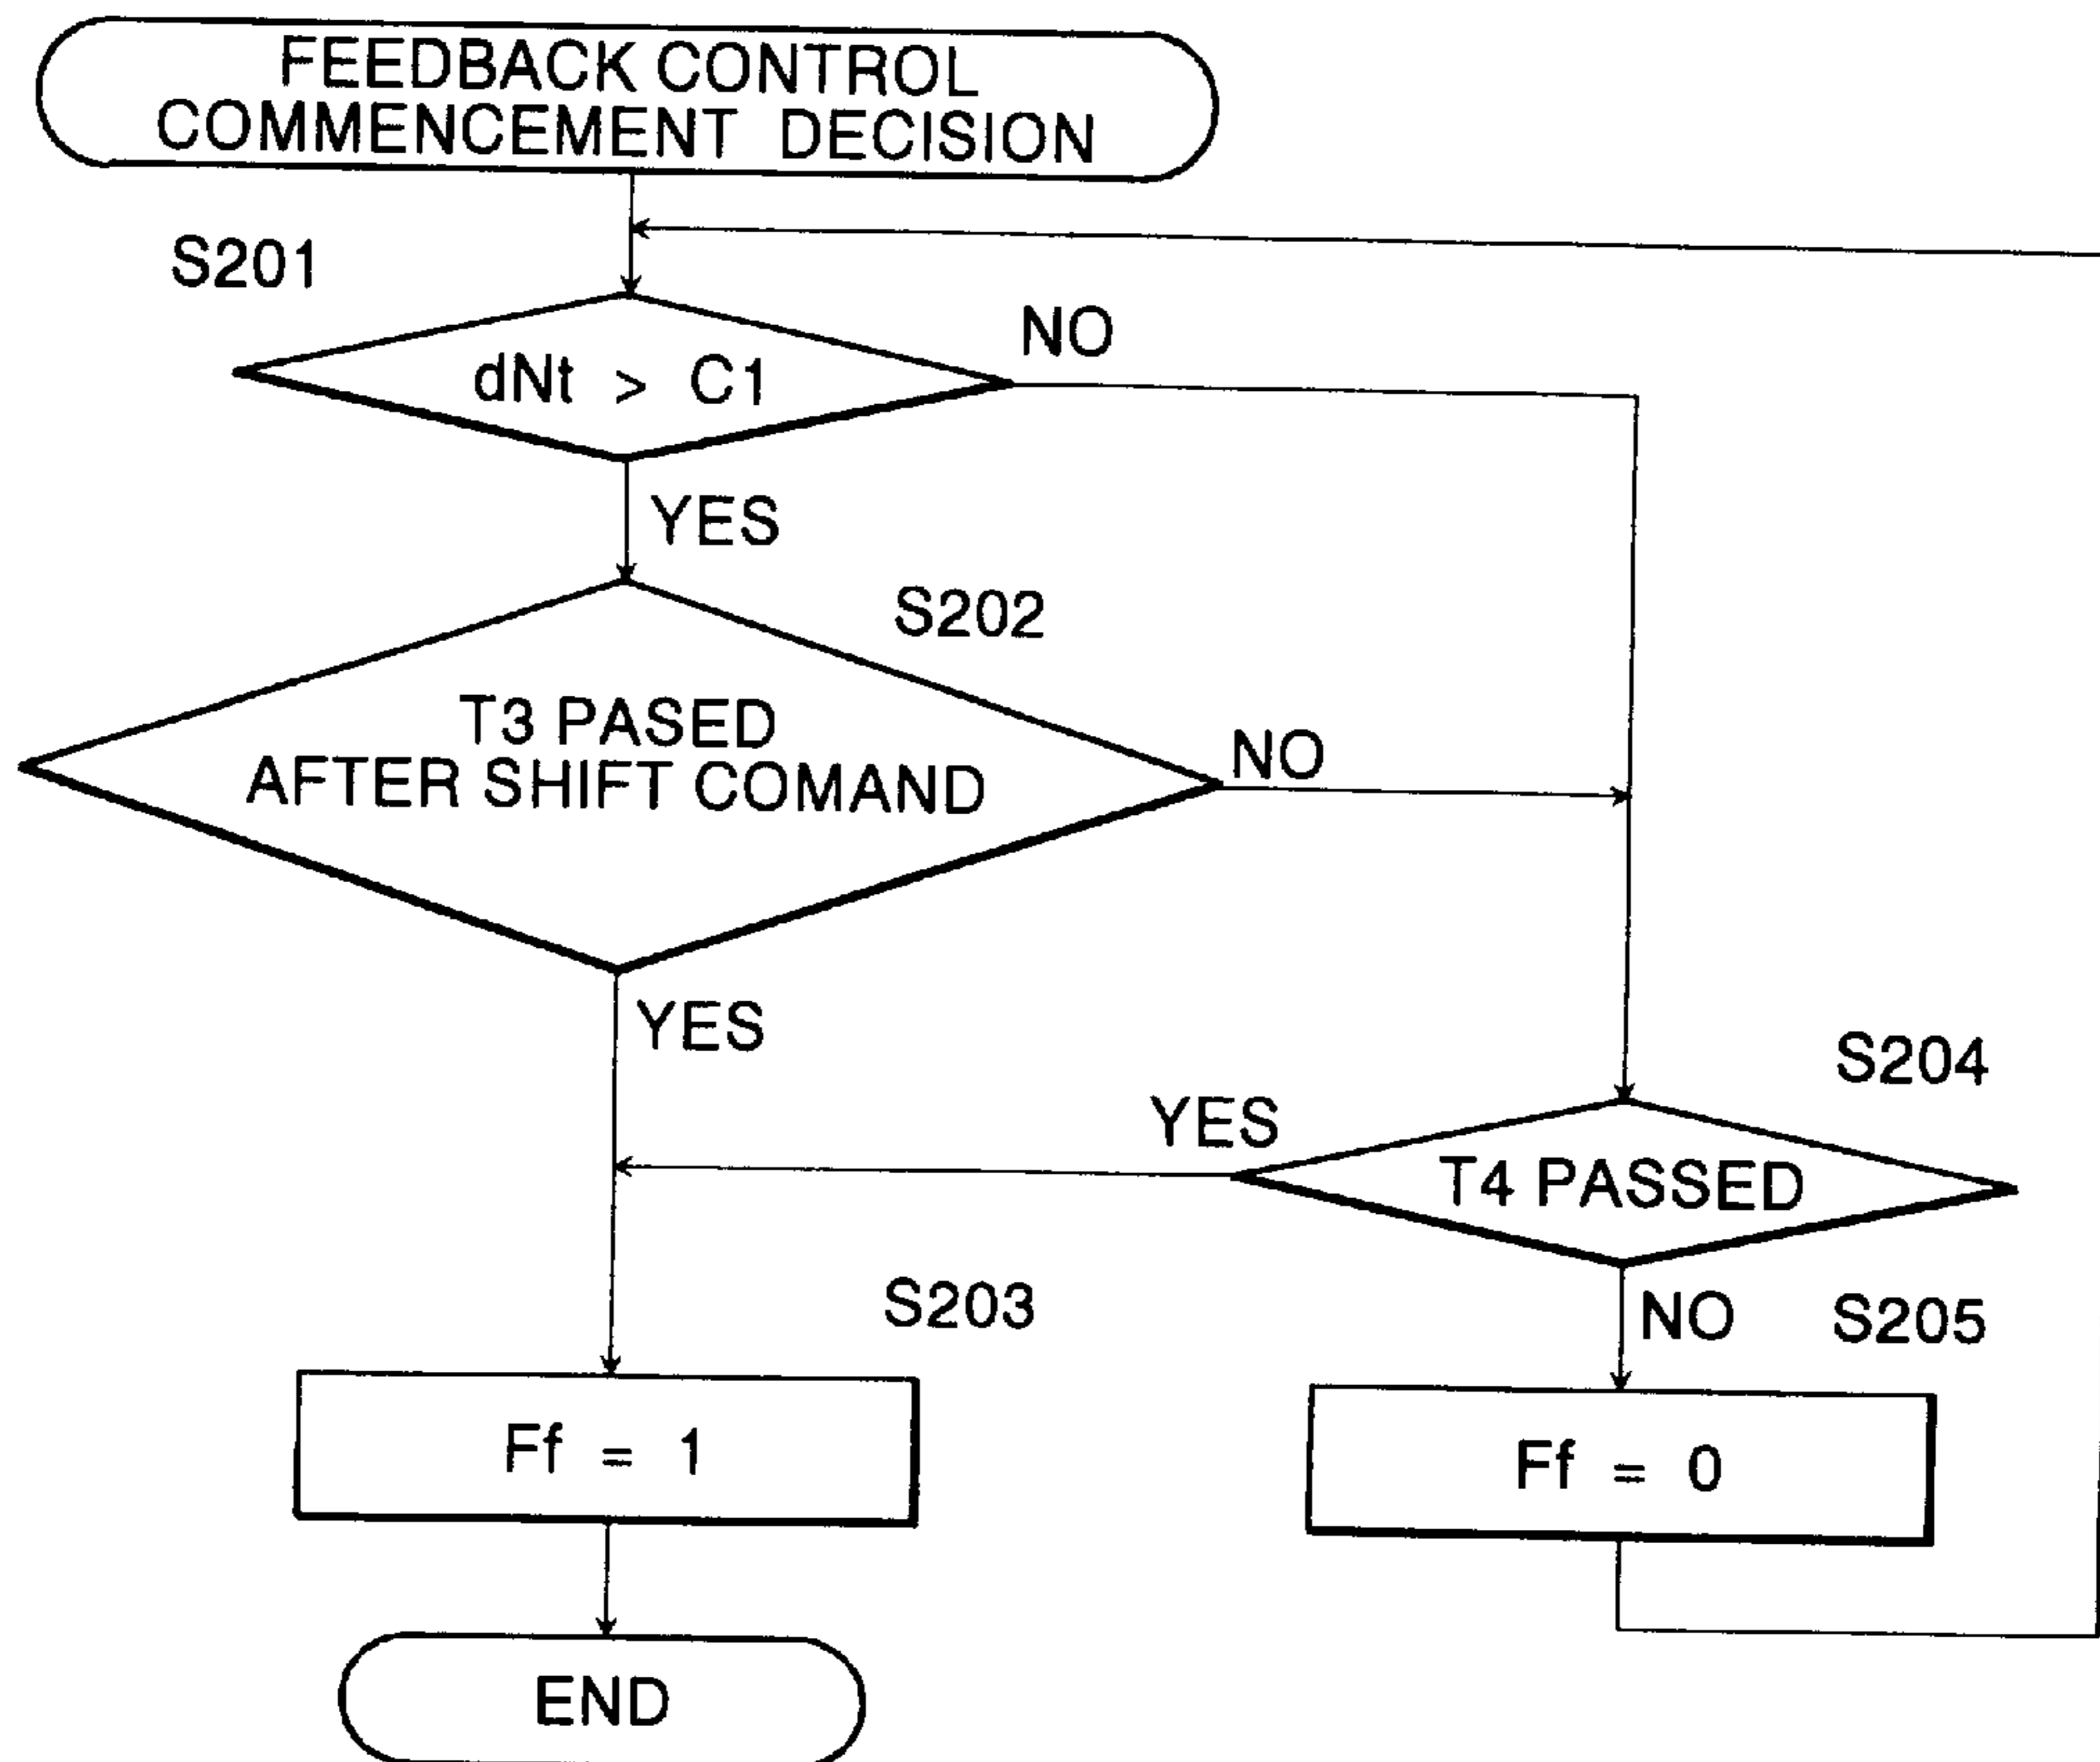 FEEDBACK CONTROL
COMMENCEMENT DECISION
S201
dNt > C1
NO
YES
S202
T3 PASED
AFTER SHIFT COMAND
NO
YES
S204
YES
T4 PASSED
S203
NO
S205
Ff = 1
Ff = 0
END